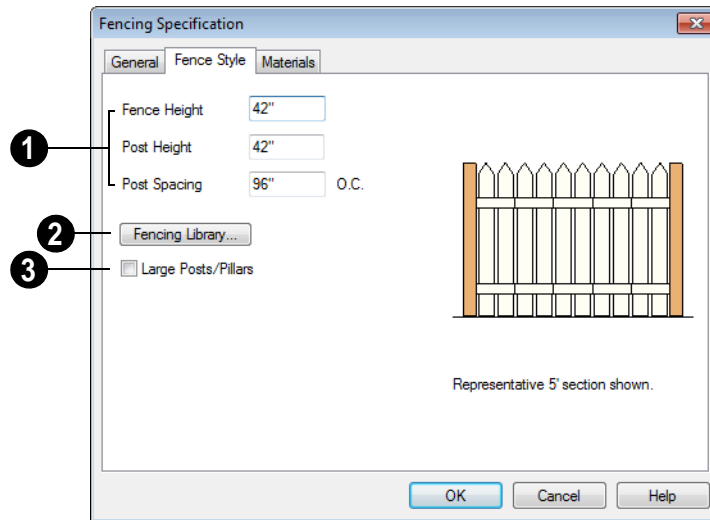 Fencing Specification
General Fence Style Materials
Fence Height 42"
1
Post Height 42"
Post Spacing 96" O.C.
2 Fencing Library...
3 Large Posts/Pillars
Representative 5' section shown.
OK Cancel Help